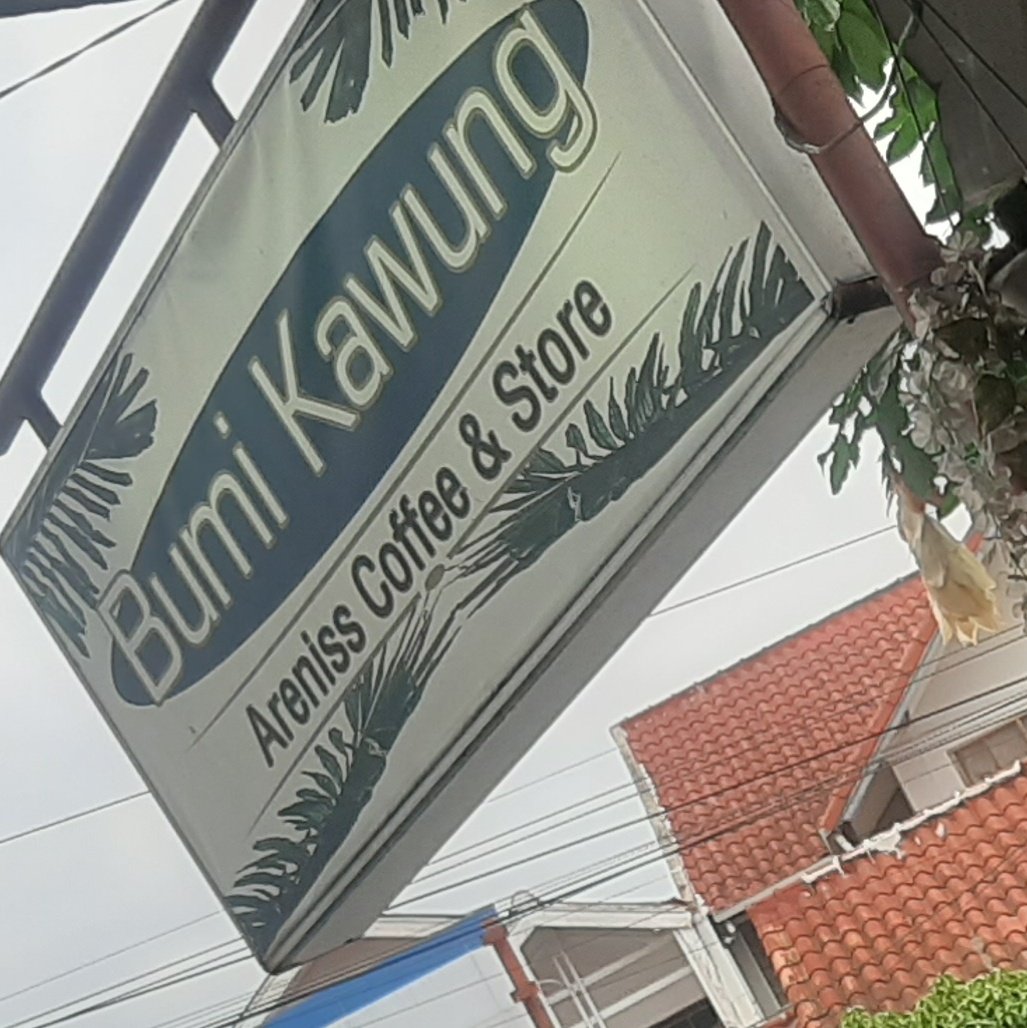 Bumi Kawung
Areniss Coffee & Store